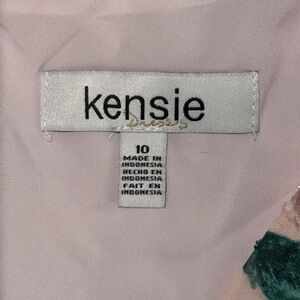 kensie
Dresses
10
MADE IN
INDONESIA
HECHO EN
INDONESIA
FAIT EN
INDONESIA